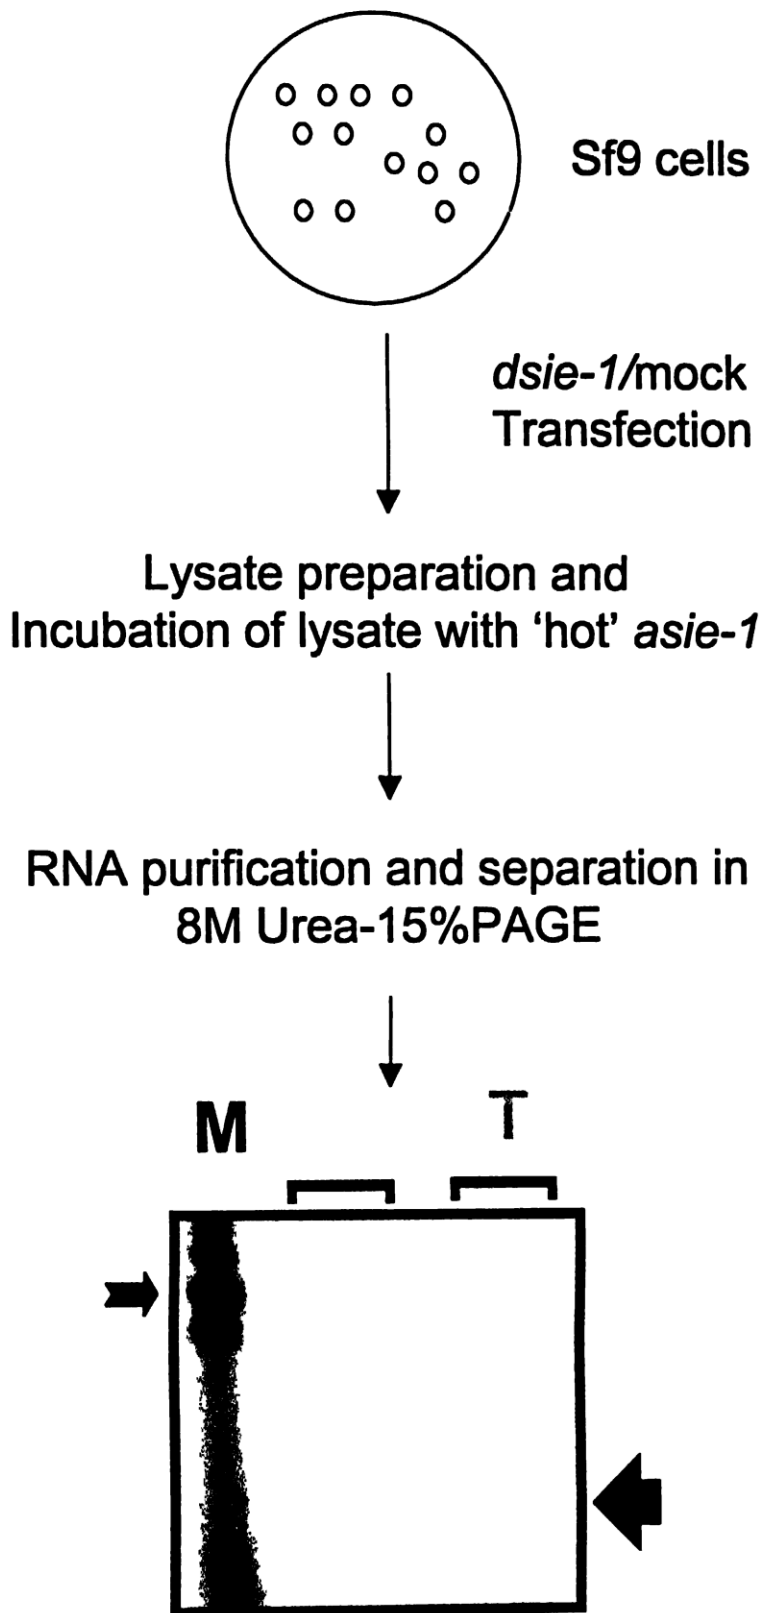 Sf9 cells
dsie-1/mock
Transfection
Lysate preparation and
Incubation of lysate with ‘hot’ asie-1
RNA purification and separation in
8M Urea-15%PAGE
M T